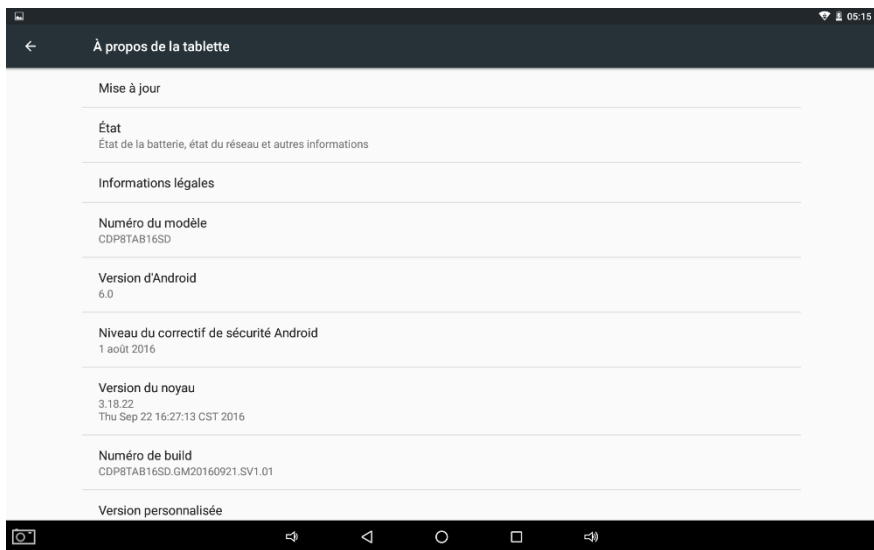 05:15
À propos de la tablette
Mise à jour
État
État de la batterie, état du réseau et autres informations
Informations légales
Numéro du modèle
CDP8TAB16SD
Version d'Android
6.0
Niveau du correctif de sécurité Android
1 août 2016
Version du noyau
3.18.22
Thu Sep 22 16:27:13 CST 2016
Numéro de build
CDP8TAB16SD.GM20160921.SV1.01
Version personnalisée